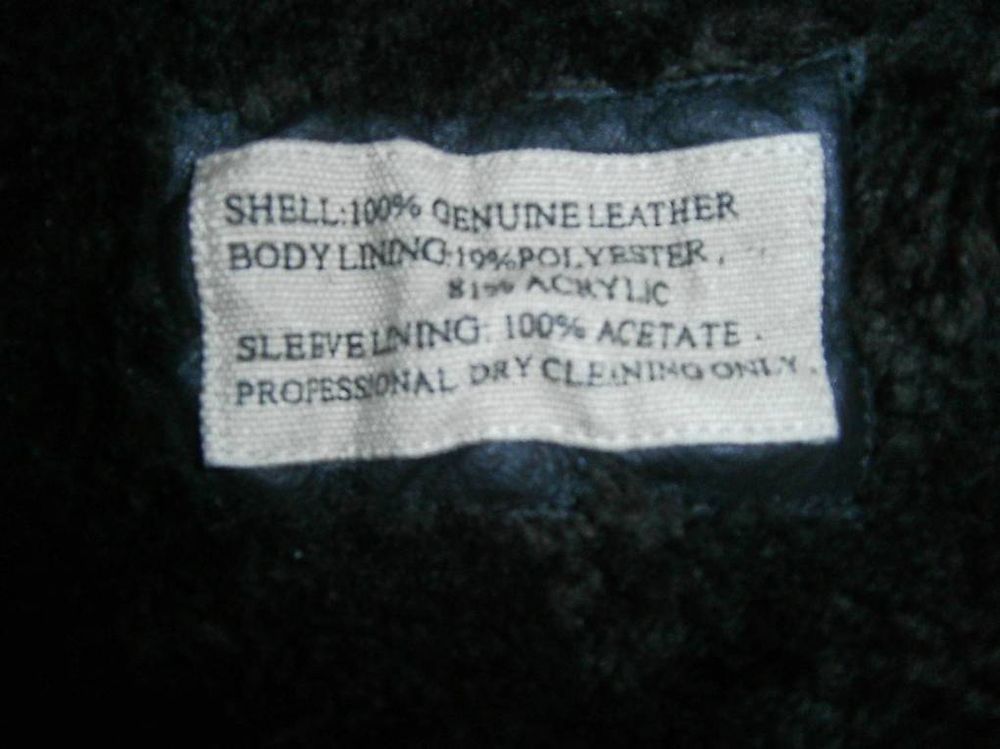 SHELL:100% GENUINE LEATHER
BODY LINING:19%POLYESTER.
81% ACRYLIC
SLEEVE LINING: 100% ACETATE.
PROFESSIONAL DRY CLEANING ONLY.